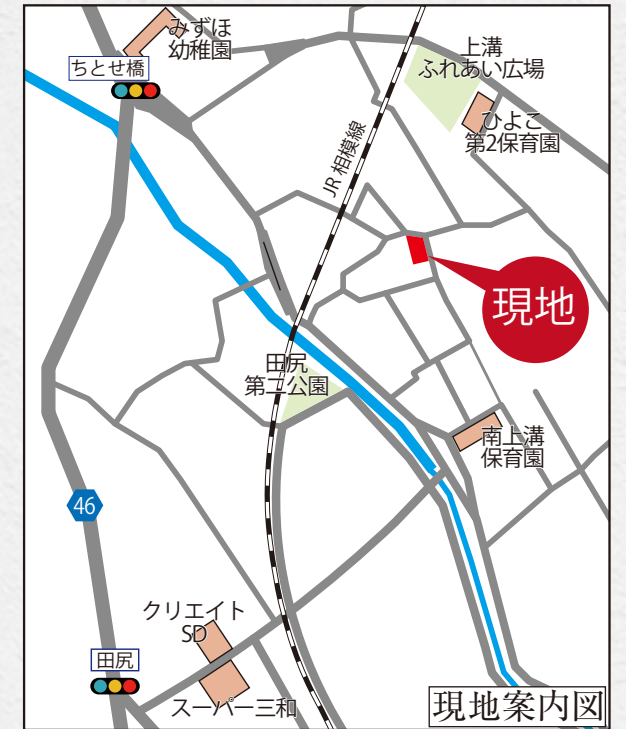 みずほ
幼稚園
ちとせ橋
上溝
ふれあい広場
ひよこ
第2保育園
JR相模線
現地
田尻
第二公園
南上溝
保育園
46
クリエイト
SD
田尻
スーパー三和
現地案内図